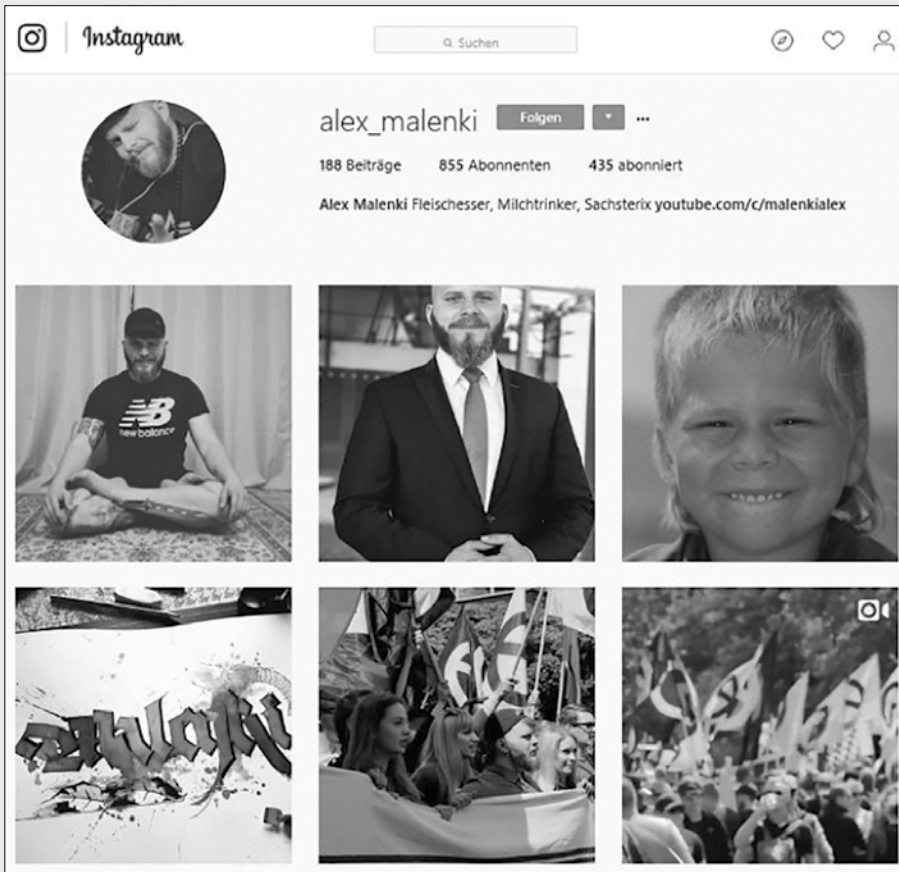 Instagram
Suchen
alex_malenki Folgen
188 Beiträge 855 Abonnenten 435 abonniert
Alex Malenki Fleischesser, Milchtrinker, Sachsterix youtube.com/c/malenkialex
NB
new balance